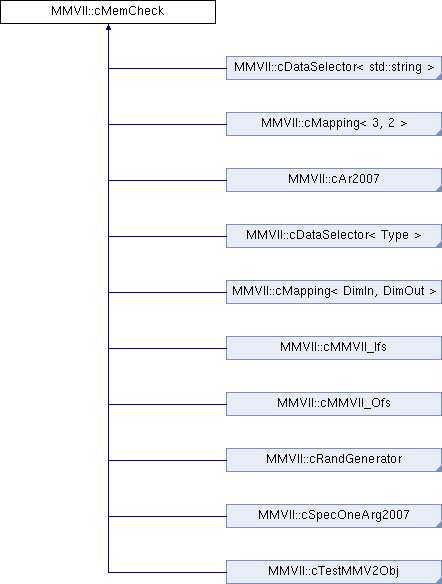 MMVII::cMemCheck
MMVII::cDataSelector< std::string >
MMVII::cMapping< 3, 2 >
MMVII::cAr2007
MMVII::cDataSelector< Type >
MMVII::cMapping< DimIn, DimOut >
MMVII::cMMVII_Ifs
MMVII::cMMVII_Ofs
MMVII::cRandGenerator
MMVII::cSpecOneArg2007
MMVII::cTestMMV2Obj